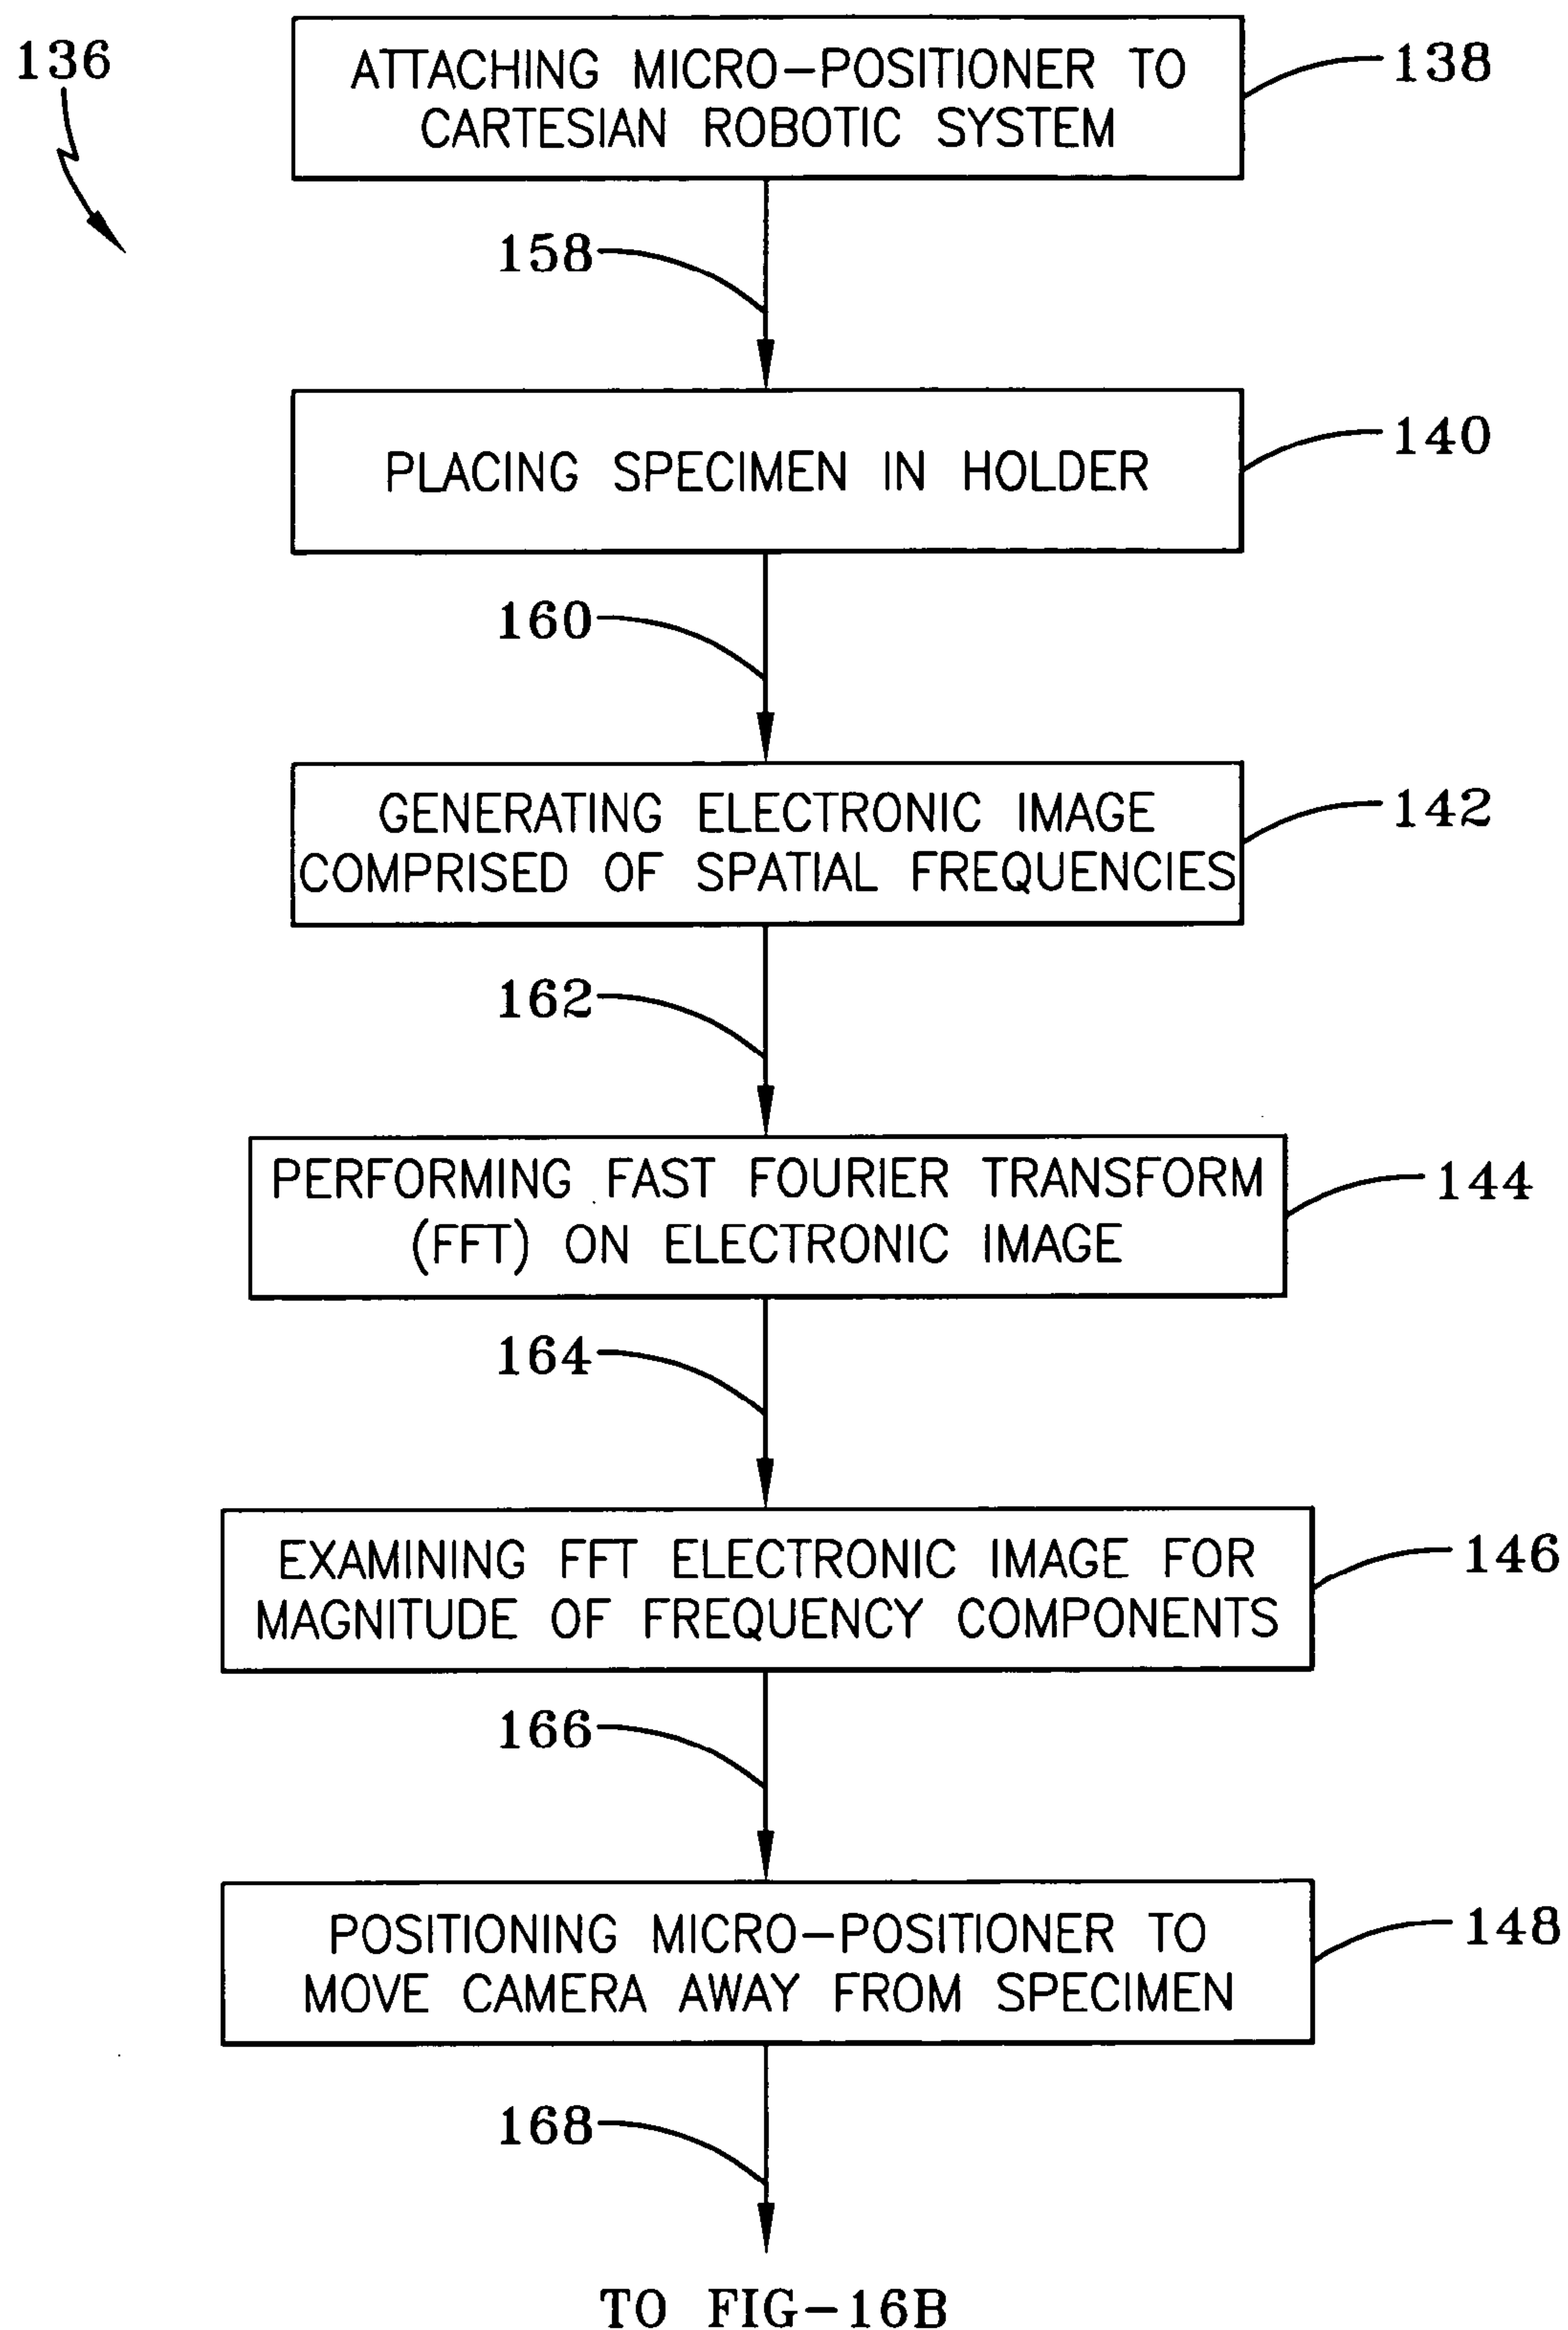 136
ATTACHING MICRO-POSITIONER TO
CARTESIAN ROBOTIC SYSTEM
138
158
PLACING SPECIMEN IN HOLDER
140
160
GENERATING ELECTRONIC IMAGE
COMPRISED OF SPATIAL FREQUENCIES
142
162
PERFORMING FAST FOURIER TRANSFORM
(FFT) ON ELECTRONIC IMAGE
144
164
EXAMINING FFT ELECTRONIC IMAGE FOR
MAGNITUDE OF FREQUENCY COMPONENTS
146
166
POSITIONING MICRO-POSITIONER TO
MOVE CAMERA AWAY FROM SPECIMEN
148
168
TO FIG-16B